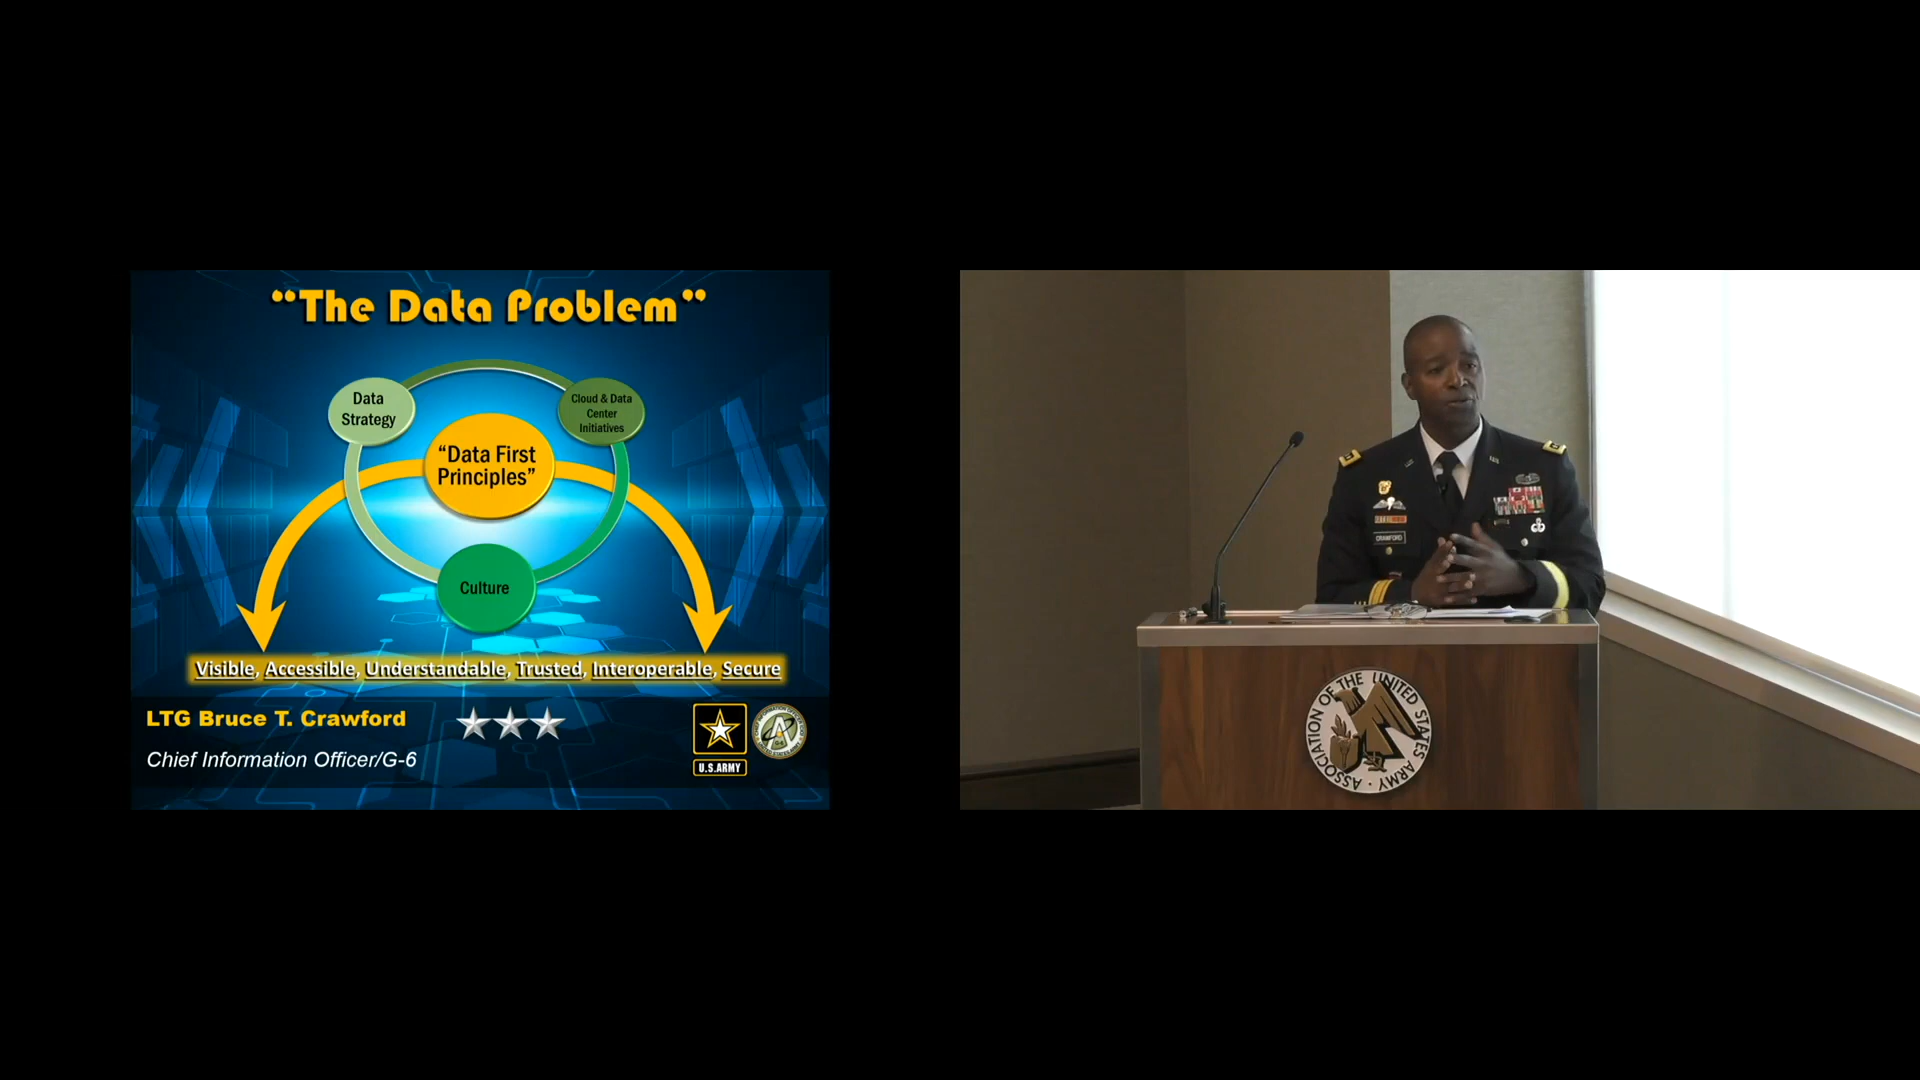 “The Data Problem”
Data
Strategy
Cloud & Data
Center
Initiatives
“Data First
Principles”
Culture
Visible, Accessible, Understandable, Trusted, Interoperable, Secure
LTG Bruce T. Crawford
Chief Information Officer/G-6
U.S.ARMY
CRAWFORD
ASSOCIATION OF THE UNITED STATES ARMY